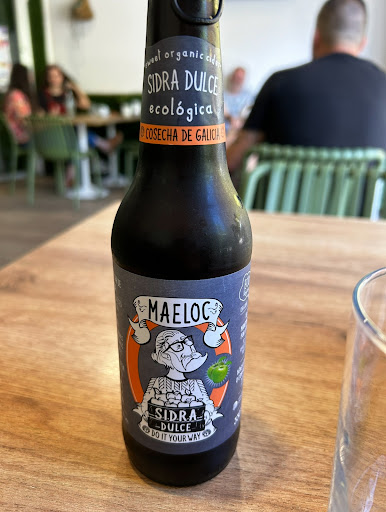 sweet organic cider
SIDRA DULCE
ecológica
COSECHA DE GALICIA
MAELOC
SIDRA
DULCE
DO IT YOUR WAY